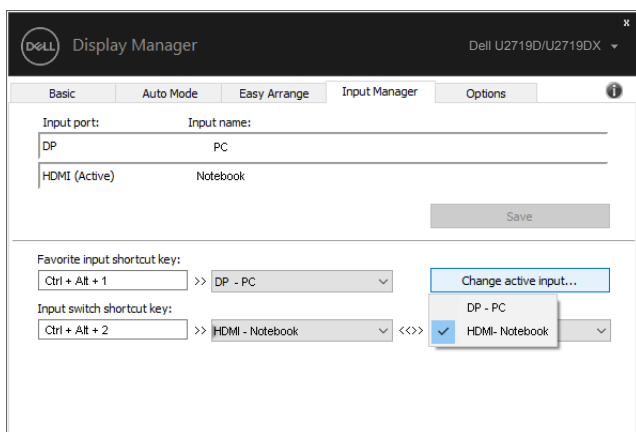 x
DELL Display Manager Dell U2719D/U2719DX
Basic Auto Mode Easy Arrange Input Manager Options i
Input port: Input name:
DP PC
HDMI (Active) Notebook
Save
Favorite input shortcut key:
Ctrl + Alt + 1 >> DP - PC Change active input...
DP - PC
Input switch shortcut key:
Ctrl + Alt + 2 >> HDMI - Notebook <<>> HDMI- Notebook